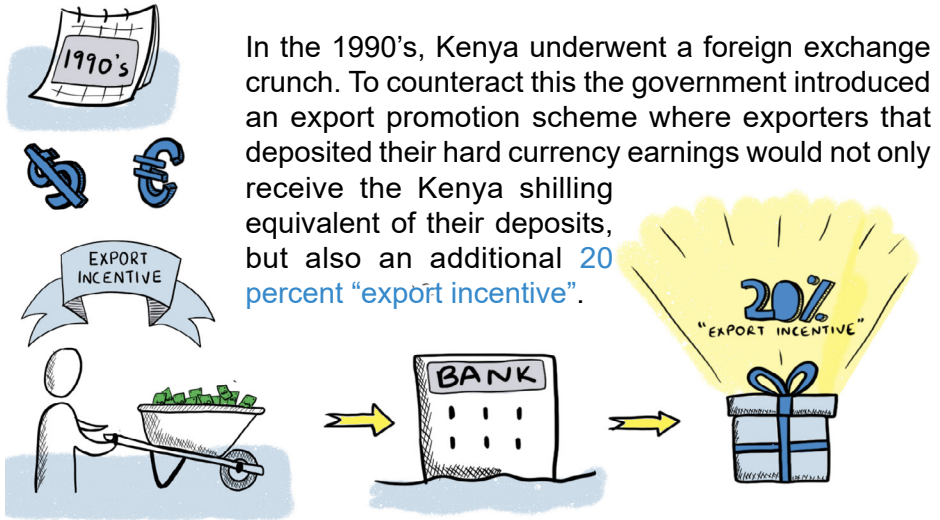 1990's
In the 1990’s, Kenya underwent a foreign exchange
crunch. To counteract this the government introduced
an export promotion scheme where exporters that
deposited their hard currency earnings would not only
receive the Kenya shilling
equivalent of their deposits,
but also an additional 20
percent “export incentive”.
$ €
EXPORT
INCENTIVE
20%
"EXPORT INCENTIVE"
BANK